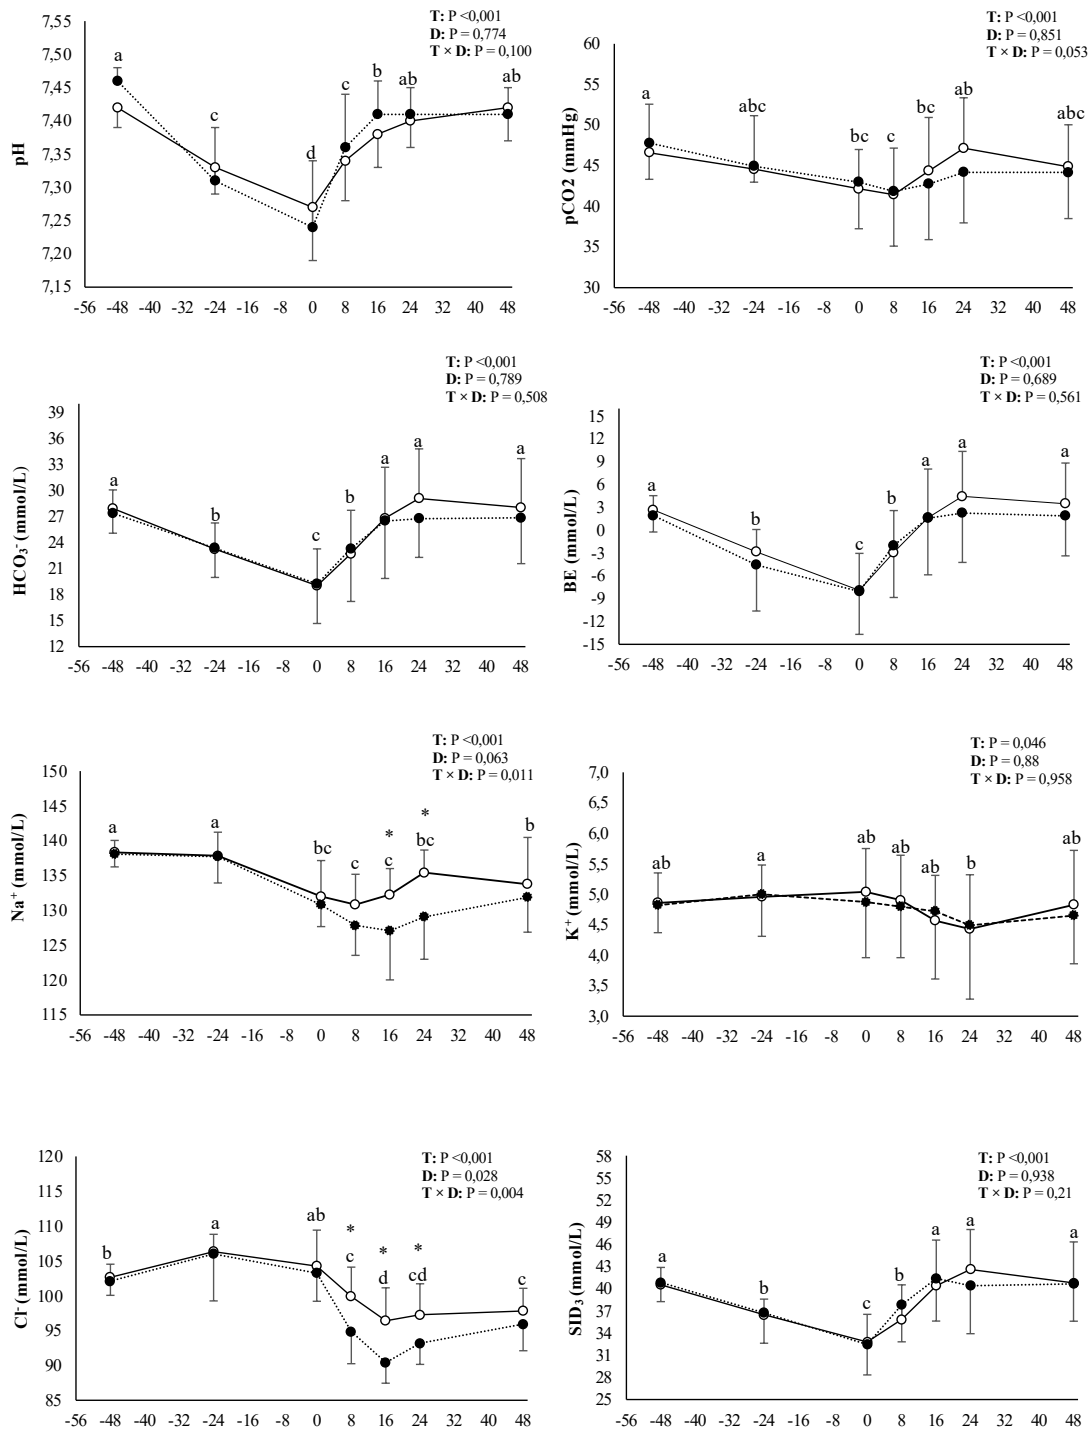 T: P <0,001
D: P = 0,774
T × D: P = 0,100
7,55
7,50
7,45
7,40
7,35
7,30
7,25
7,20
7,15
pH
a
c
d
c
b
ab
ab
-56 -48 -40 -32 -24 -16 -8 0 8 16 24 32 40 48
T: P <0,001
D: P = 0,851
T × D: P = 0,053
60
55
50
45
40
35
30
pCO2 (mmHg)
a
abc
bc
c
bc
ab
abc
-56 -48 -40 -32 -24 -16 -8 0 8 16 24 32 40 48
T: P <0,001
D: P = 0,789
T × D: P = 0,508
39
36
33
30
27
24
21
18
15
12
HCO₃⁻ (mmol/L)
a
b
c
b
a
a
a
-56 -48 -40 -32 -24 -16 -8 0 8 16 24 32 40 48
T: P <0,001
D: P = 0,689
T × D: P = 0,561
15
12
9
6
3
0
-3
-6
-9
-12
-15
BE (mmol/L)
a
b
c
b
a
a
a
-56 -48 -40 -32 -24 -16 -8 0 8 16 24 32 40 48
T: P <0,001
D: P = 0,063
T × D: P = 0,011
150
145
140
135
130
125
120
115
Na⁺ (mmol/L)
* *
a
a
bc
c
c
bc
b
-56 -48 -40 -32 -24 -16 -8 0 8 16 24 32 40 48
T: P = 0,046
D: P = 0,88
T × D: P = 0,958
7,0
6,5
6,0
5,5
5,0
4,5
4,0
3,5
3,0
K⁺ (mmol/L)
ab
a
ab
ab
ab
b
ab
-56 -48 -40 -32 -24 -16 -8 0 8 16 24 32 40 48
T: P <0,001
D: P = 0,028
T × D: P = 0,004
120
115
110
105
100
95
90
85
Cl⁻ (mmol/L)
* * *
b
a
ab
c
d
cd
c
-56 -48 -40 -32 -24 -16 -8 0 8 16 24 32 40 48
T: P <0,001
D: P = 0,938
T × D: P = 0,21
58
55
52
49
46
43
40
37
34
31
28
25
SID₃ (mmol/L)
a
b
c
b
a
a
a
-56 -48 -40 -32 -24 -16 -8 0 8 16 24 32 40 48